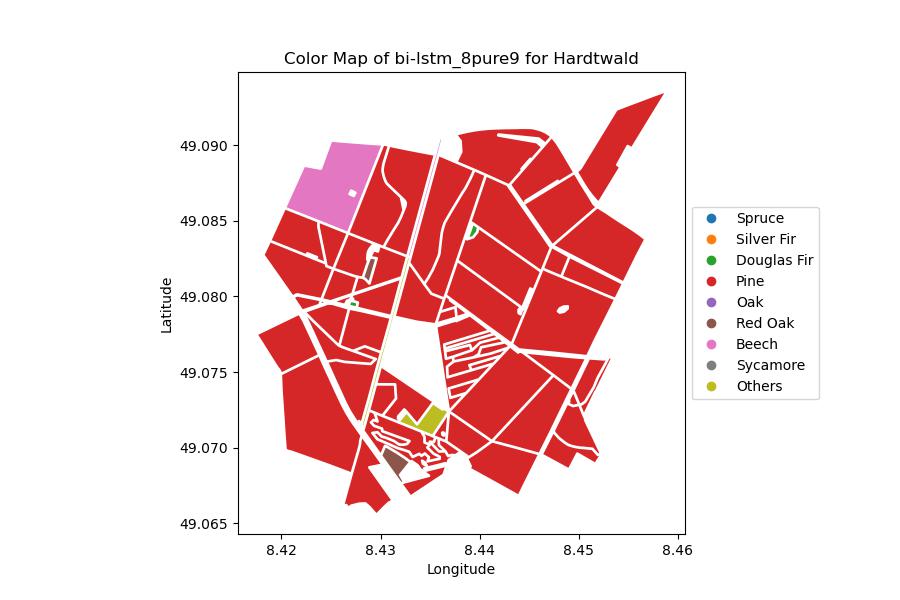 Color Map of bi-lstm_8pure9 for Hardtwald
49.090
49.085
49.080
49.075
49.070
49.065
Latitude
8.42 8.43 8.44 8.45 8.46
Longitude
Spruce
Silver Fir
Douglas Fir
Pine
Oak
Red Oak
Beech
Sycamore
Others